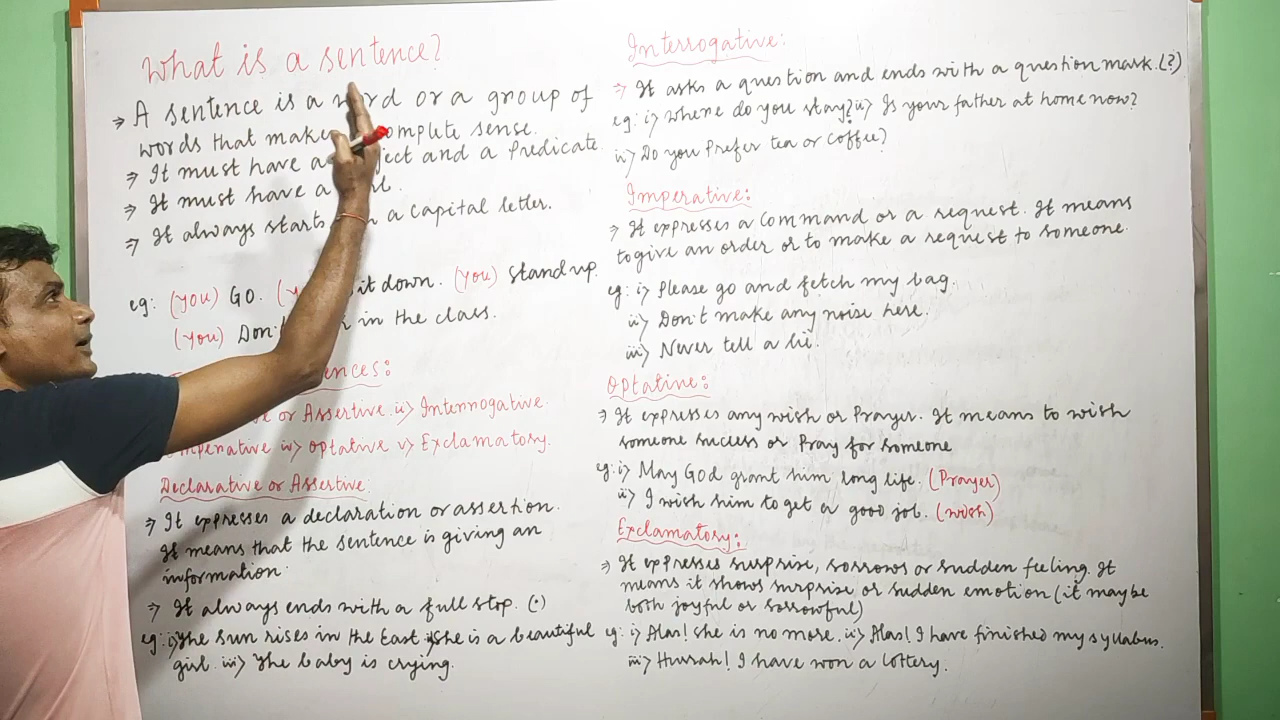 What is a sentence?
⇒ A sentence is a word or a group of
words that make complete sense.
⇒ It must have a subject and a Predicate.
⇒ It must have a
⇒ It always starts a capital letter.
eg: (you) Go. sit down. (you) stand up.
(you) Don't in the class.
or Assertive ii> Interrogative.
Imperative iv> optative v> Exclamatory.
Declarative or Assertive:
⇒ It expresses a declaration or assertion.
It means that the sentence is giving an
information.
⇒ It always ends with a full stop. (.)
eg: i> The sun rises in the East ii> She is a beautiful
girl. iii> The baby is crying.
Interrogative:
⇒ It asks a question and ends with a question mark. (?)
eg: i> Where do you stay? ii> Is your father at home now?
iii> Do you Prefer tea or coffee?
Imperative:
⇒ It expresses a command or a request. It means
to give an order or to make a request to someone.
eg: i> Please go and fetch my bag.
ii> Don't make any noise here.
iii> Never tell a lie.
Optative:
⇒ It expresses any wish or Prayer. It means to wish
someone success or Pray for someone
eg: i> May God grant him long life. (Prayer)
ii> I wish him to get a good job. (wish)
Exclamatory:
⇒ It expresses surprise, sorrows or sudden feeling. It
means it shows surprise or sudden emotion (it may be
both joyful or sorrowful)
eg: i> Alas! she is no more. ii> Alas! I have finished my syllabus.
iii> Hurrah! I have won a lottery.